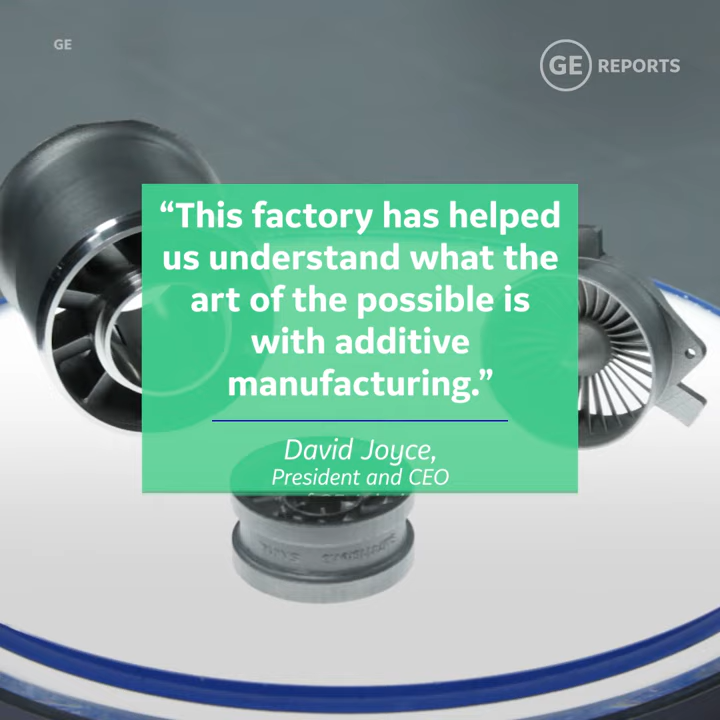 GE
GE REPORTS
“This factory has helped
us understand what the
art of the possible is
with additive
manufacturing.”
David Joyce,
President and CEO